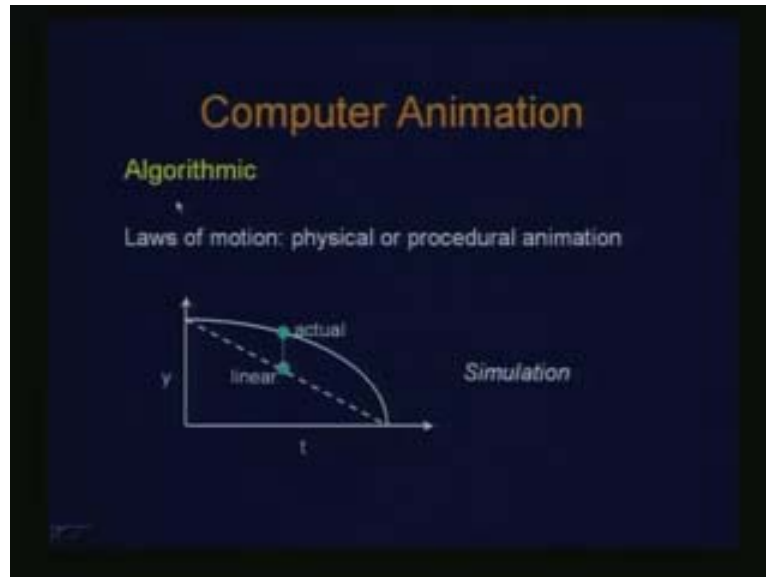 Computer Animation
Algorithmic
Laws of motion: physical or procedural animation
actual
y
linear
Simulation
t